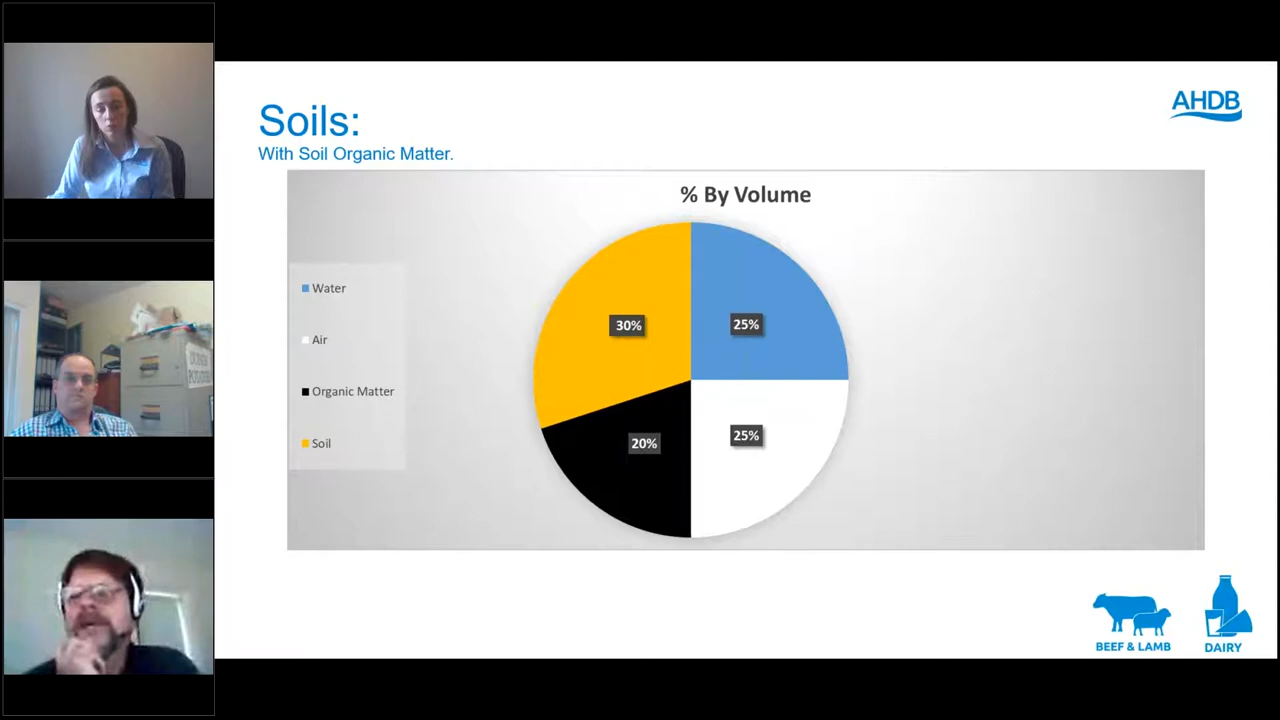 AHDB
Soils:
With Soil Organic Matter.
% By Volume
Water
Air
Organic Matter
Soil
30%
25%
20%
25%
BEEF & LAMB
DAIRY